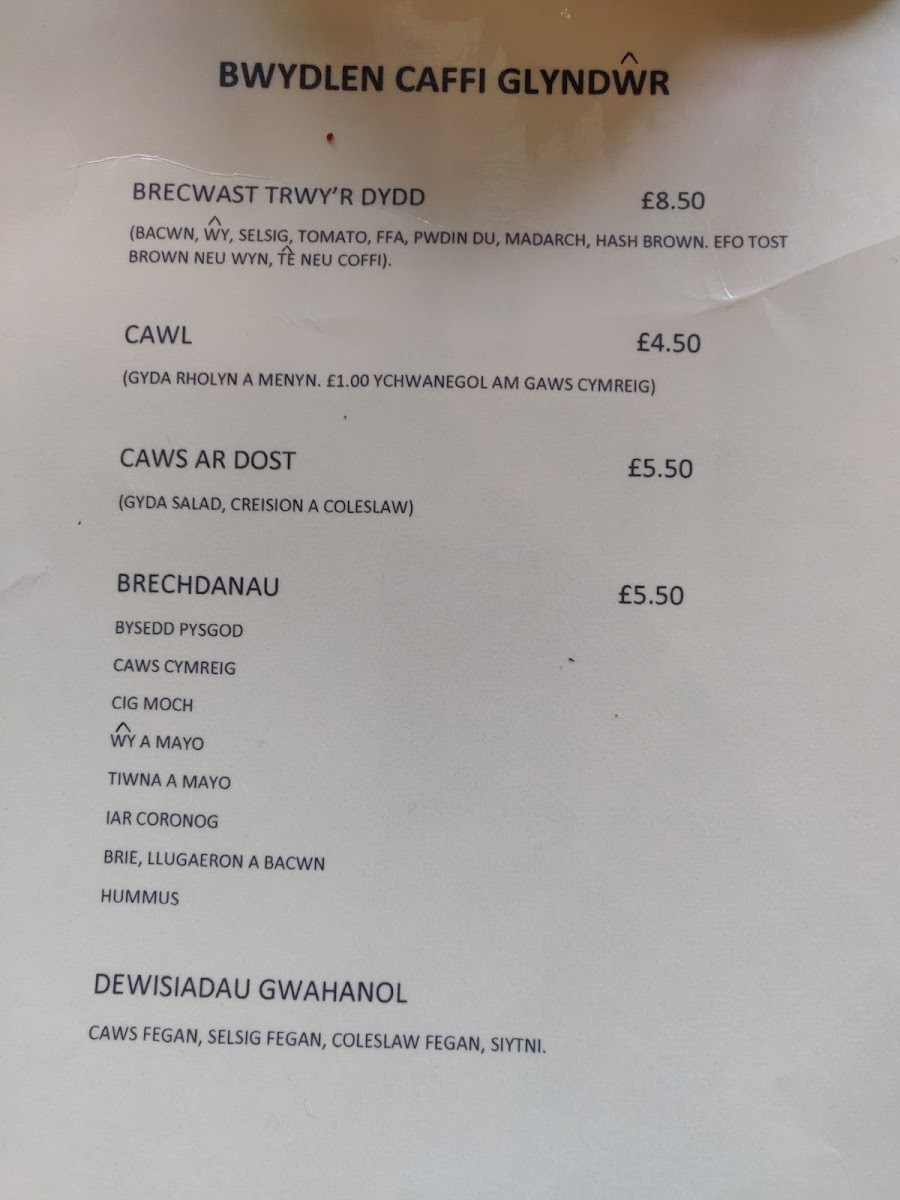 BWYDLEN CAFFI GLYNDŴR
BRECWAST TRWY'R DYDD £8.50
(BACWN, ŴY, SELSIG, TOMATO, FFA, PWDIN DU, MADARCH, HASH BROWN. EFO TOST
BROWN NEU WYN, TÊ NEU COFFI).
CAWL £4.50
(GYDA RHOLYN A MENYN. £1.00 YCHWANEGOL AM GAWS CYMREIG)
CAWS AR DOST £5.50
(GYDA SALAD, CREISION A COLESLAW)
BRECHDANAU £5.50
BYSEDD PYSGOD
CAWS CYMREIG
CIG MOCH
ŴY A MAYO
TIWNA A MAYO
IAR CORONOG
BRIE, LLUGAERON A BACWN
HUMMUS
DEWISIADAU GWAHANOL
CAWS FEGAN, SELSIG FEGAN, COLESLAW FEGAN, SIYTNI.